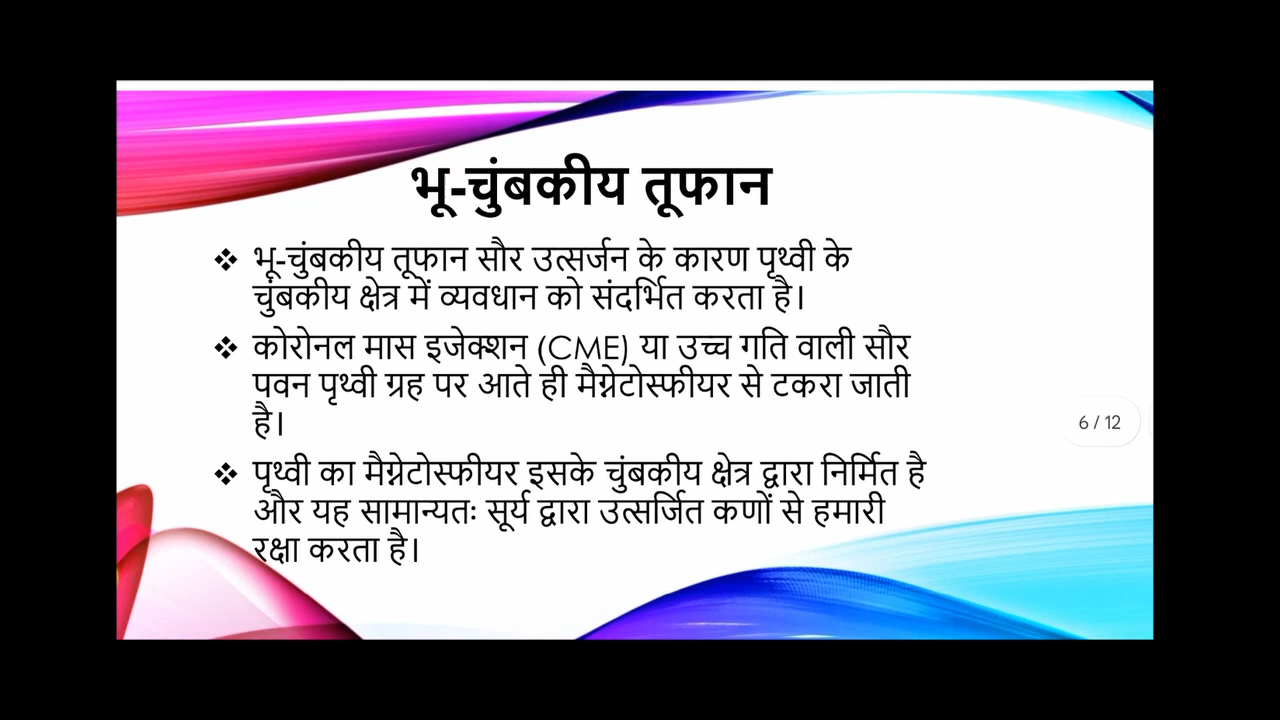 भू-चुंबकीय तूफान
❖ भू-चुंबकीय तूफान सौर उत्सर्जन के कारण पृथ्वी के
चुंबकीय क्षेत्र में व्यवधान को संदर्भित करता है।
❖ कोरोनल मास इजेक्शन (CME) या उच्च गति वाली सौर
पवन पृथ्वी ग्रह पर आते ही मैग्नेटोस्फीयर से टकरा जाती
है।
6 / 12
❖ पृथ्वी का मैग्नेटोस्फीयर इसके चुंबकीय क्षेत्र द्वारा निर्मित है
और यह सामान्यतः सूर्य द्वारा उत्सर्जित कणों से हमारी
रक्षा करता है।